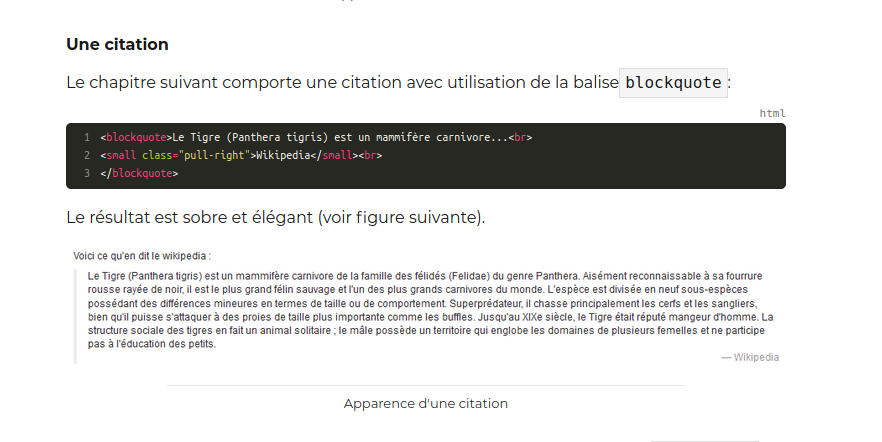 Une citation
Le chapitre suivant comporte une citation avec utilisation de la balise blockquote :
html
1 <blockquote>Le Tigre (Panthera tigris) est un mammifère carnivore...<br>
2 <small class="pull-right">Wikipedia</small><br>
3 </blockquote>
Le résultat est sobre et élégant (voir figure suivante).
Voici ce qu'en dit le wikipedia :
Le Tigre (Panthera tigris) est un mammifère carnivore de la famille des félidés (Felidae) du genre Panthera. Aisément reconnaissable à sa fourrure
rousse rayée de noir, il est le plus grand félin sauvage et l'un des plus grands carnivores du monde. L'espèce est divisée en neuf sous-espèces
possédant des différences mineures en termes de taille ou de comportement. Superprédateur, il chasse principalement les cerfs et les sangliers,
bien qu'il puisse s'attaquer à des proies de taille plus importante comme les buffles. Jusqu'au XIXe siècle, le Tigre était réputé mangeur d'homme. La
structure sociale des tigres en fait un animal solitaire ; le mâle possède un territoire qui englobe les domaines de plusieurs femelles et ne participe
pas à l'éducation des petits.
— Wikipedia
Apparence d'une citation